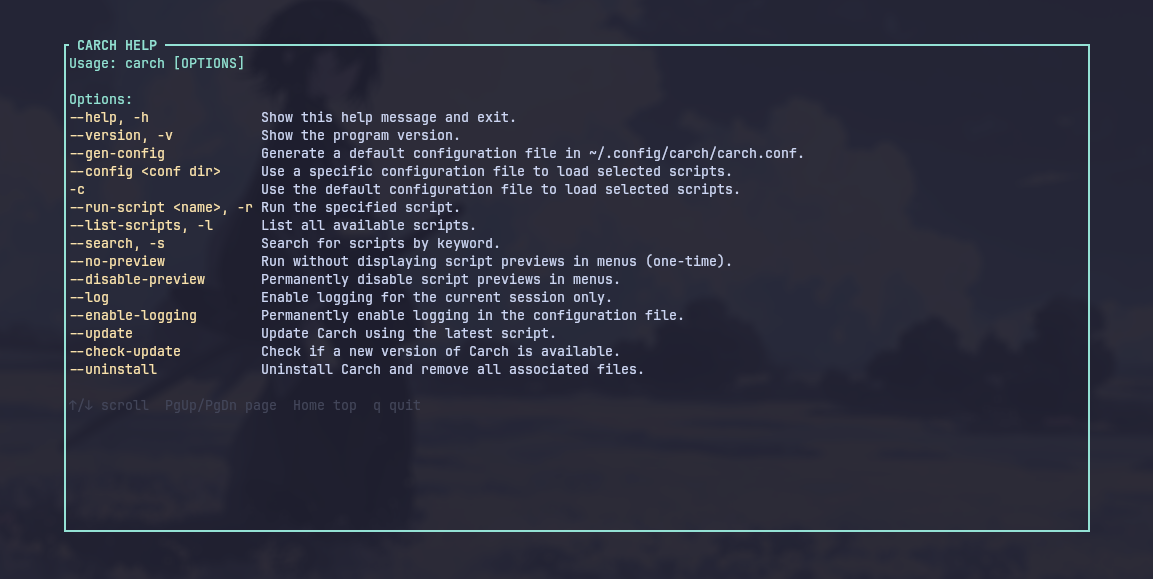 CARCH HELP
Usage: carch [OPTIONS]
Options:
--help, -h Show this help message and exit.
--version, -v Show the program version.
--gen-config Generate a default configuration file in ~/.config/carch/carch.conf.
--config <conf dir> Use a specific configuration file to load selected scripts.
-c Use the default configuration file to load selected scripts.
--run-script <name>, -r Run the specified script.
--list-scripts, -l List all available scripts.
--search, -s Search for scripts by keyword.
--no-preview Run without displaying script previews in menus (one-time).
--disable-preview Permanently disable script previews in menus.
--log Enable logging for the current session only.
--enable-logging Permanently enable logging in the configuration file.
--update Update Carch using the latest script.
--check-update Check if a new version of Carch is available.
--uninstall Uninstall Carch and remove all associated files.
↑/↓ scroll PgUp/PgDn page Home top q quit